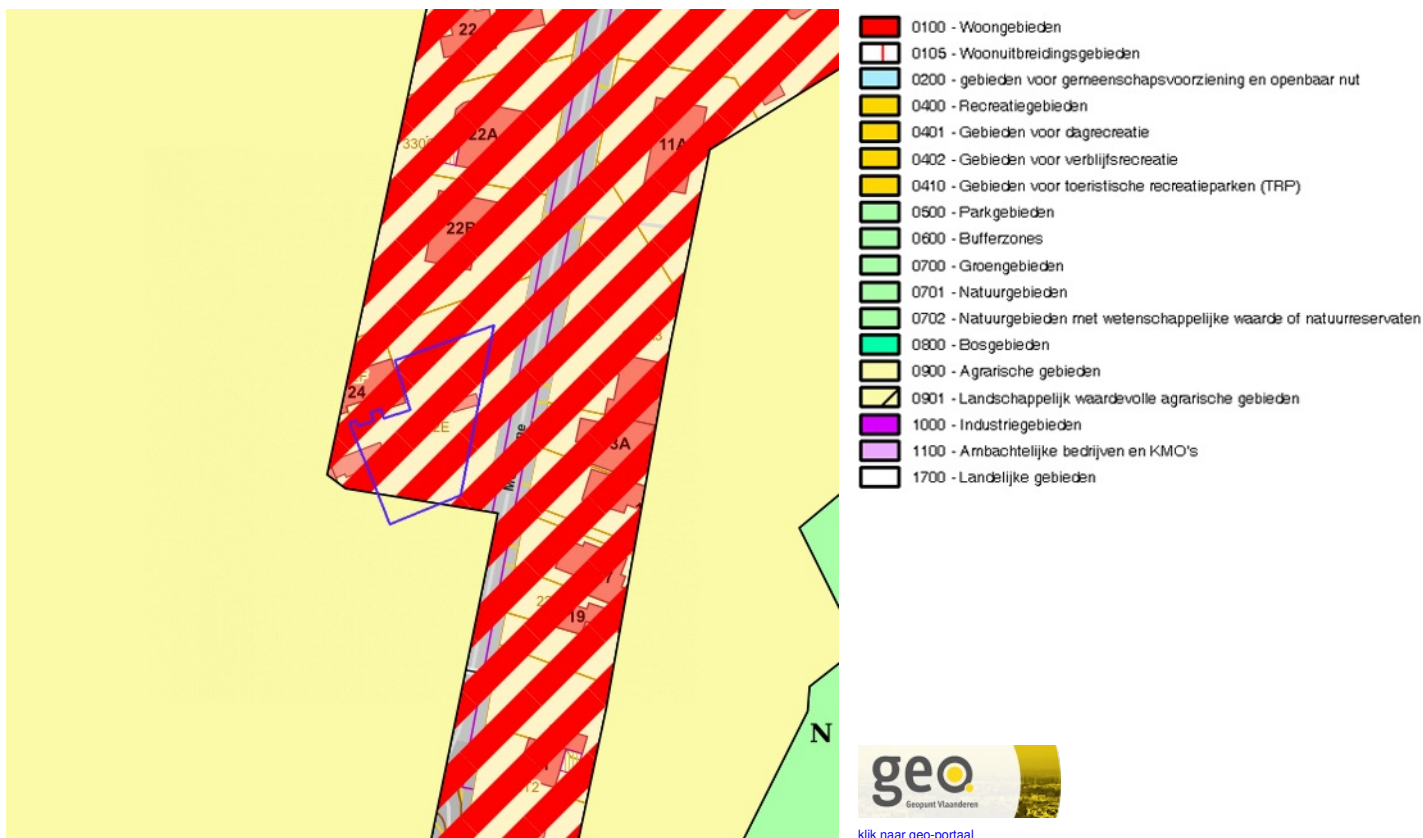 22
22A
11A
24
19
N
0100 - Woongebieden
0105 - Woonuitbreidingsgebieden
0200 - gebieden voor gemeenschapsvoorziening en openbaar nut
0400 - Recreatiegebieden
0401 - Gebieden voor dagrecreatie
0402 - Gebieden voor verblijfsrecreatie
0410 - Gebieden voor toeristische recreatieparken (TRP)
0500 - Parkgebieden
0600 - Bufferzones
0700 - Groengebieden
0701 - Natuurgebieden
0702 - Natuurgebieden met wetenschappelijke waarde of natuurreservaten
0800 - Bosgebieden
0900 - Agrarische gebieden
0901 - Landschappelijk waardevolle agrarische gebieden
1000 - Industriegebieden
1100 - Ambachtelijke bedrijven en KMO's
1700 - Landelijke gebieden
geo
Geopunt Vlaanderen
klik naar geo-portaal